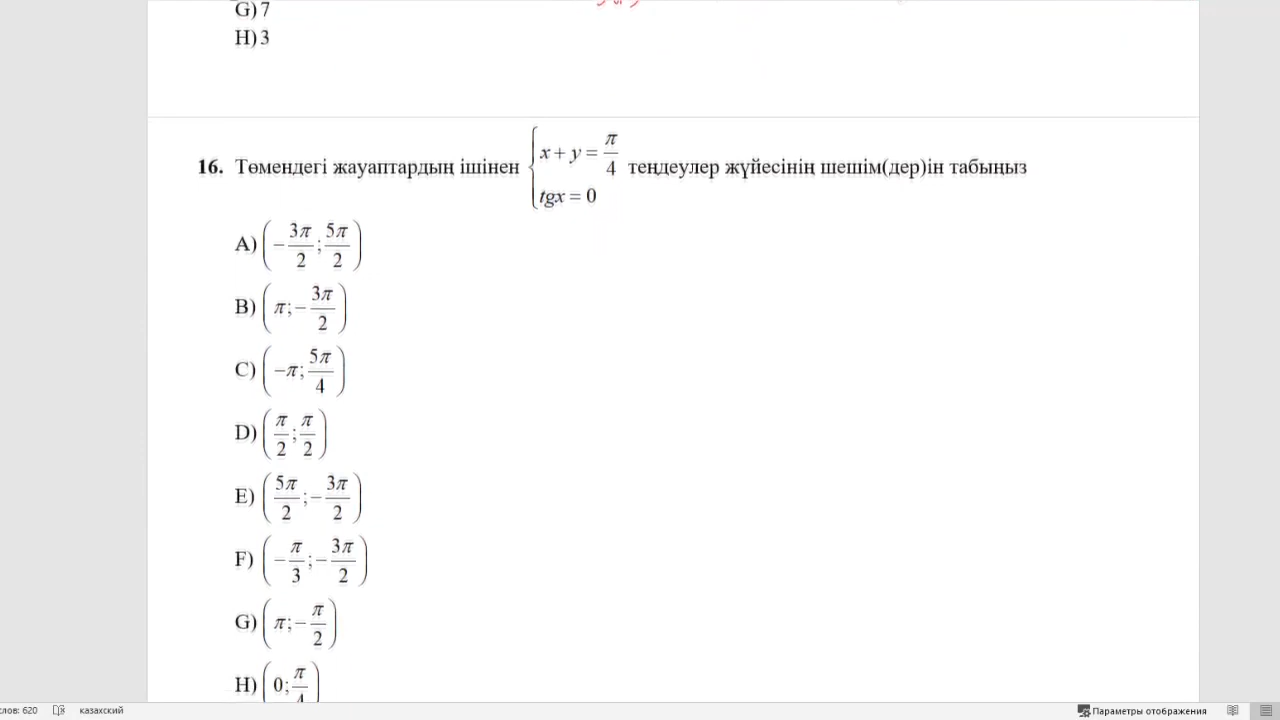 G) 7
H) 3
16. Төмендегі жауаптардың ішінен { x + y = π/4 ; tgx = 0 теңдеулер жүйесінің шешім(дер)ін табыңыз
A) (-3π/2 ; 5π/2)
B) (π; -3π/2)
C) (-π; 5π/4)
D) (π/2 ; π/2)
E) (5π/2 ; -3π/2)
F) (-π/3 ; -3π/2)
G) (π; -π/2)
H) (0; π/4)
слов: 620 казахский Параметры отображения